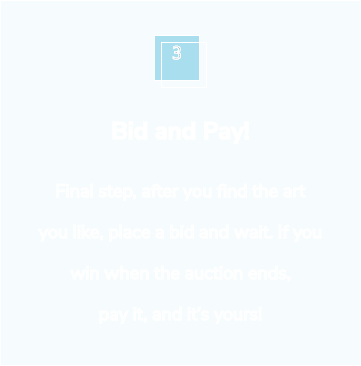 3
Bid and Pay!
Final step, after you find the art
you like, place a bid and wait. If you
win when the auction ends,
pay it, and it's yours!